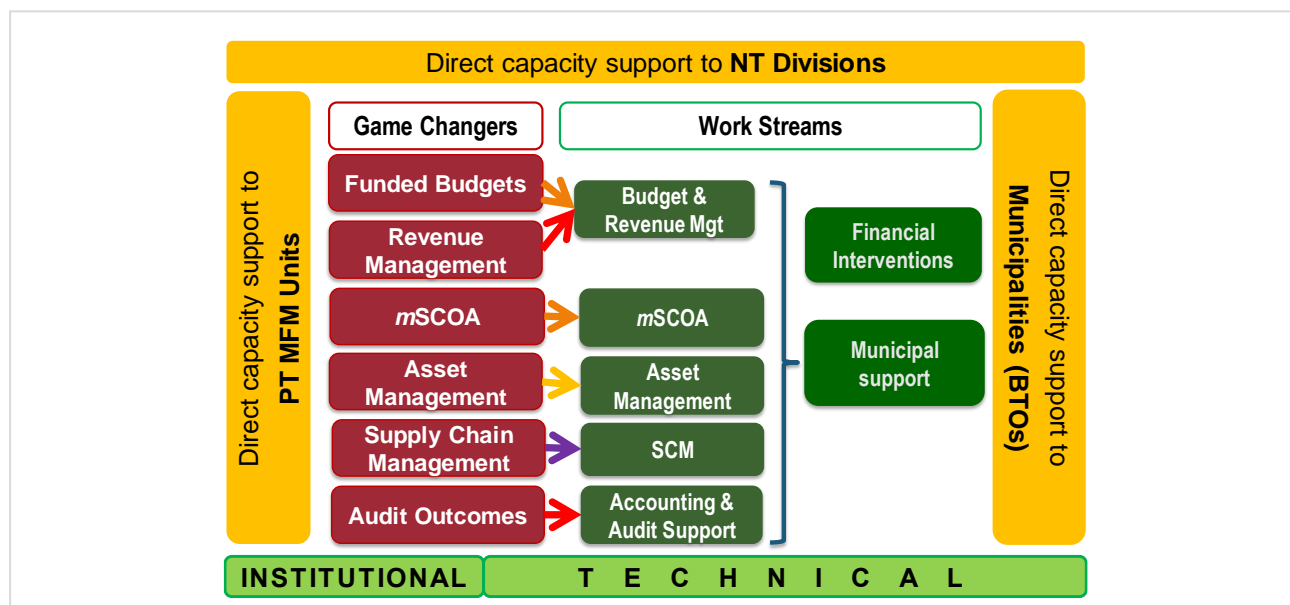 Direct capacity support to NT Divisions
Direct capacity support to
PT MFM Units
Game Changers
Work Streams
Funded Budgets
Revenue
Management
mSCOA
Asset
Management
Supply Chain
Management
Audit Outcomes
Budget &
Revenue Mgt
mSCOA
Asset
Management
SCM
Accounting &
Audit Support
Financial
Interventions
Municipal
support
Direct capacity support to
Municipalities (BTOs)
INSTITUTIONAL
T E C H N I C A L